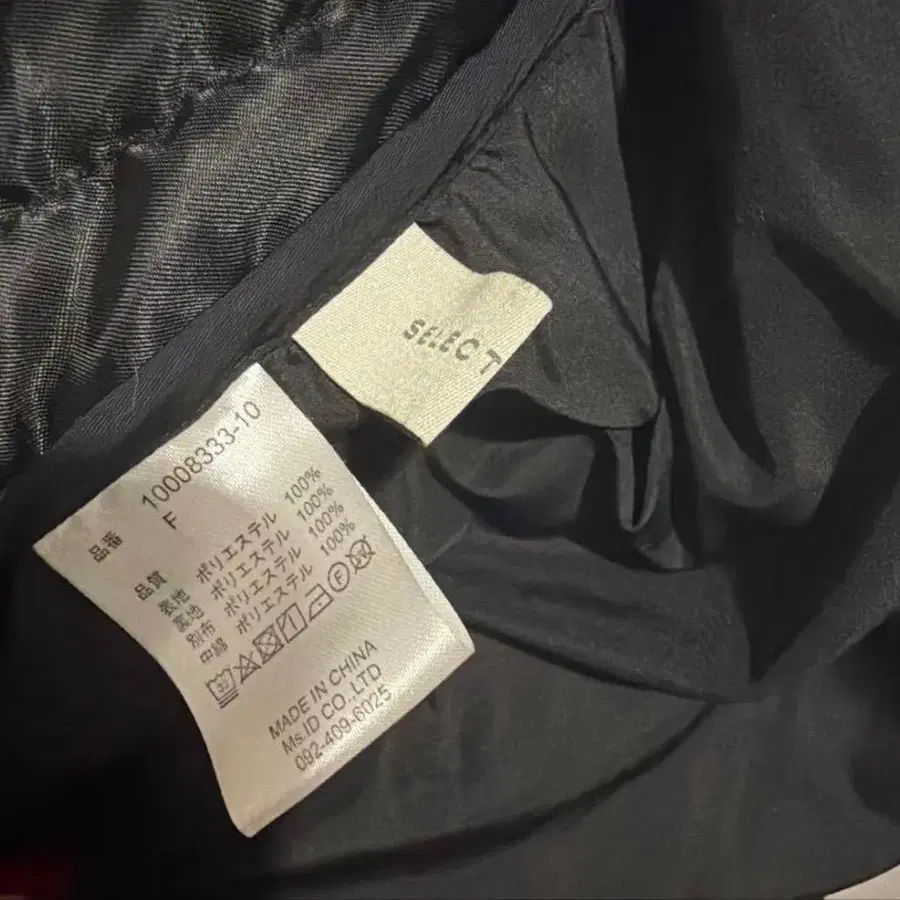 SELECT
品番 10008333-10
F
品質
表地 ポリエステル 100%
裏地 ポリエステル 100%
別布 ポリエステル 100%
中綿 ポリエステル 100%
MADE IN CHINA
Ms.ID CO.,LTD
092-409-6025